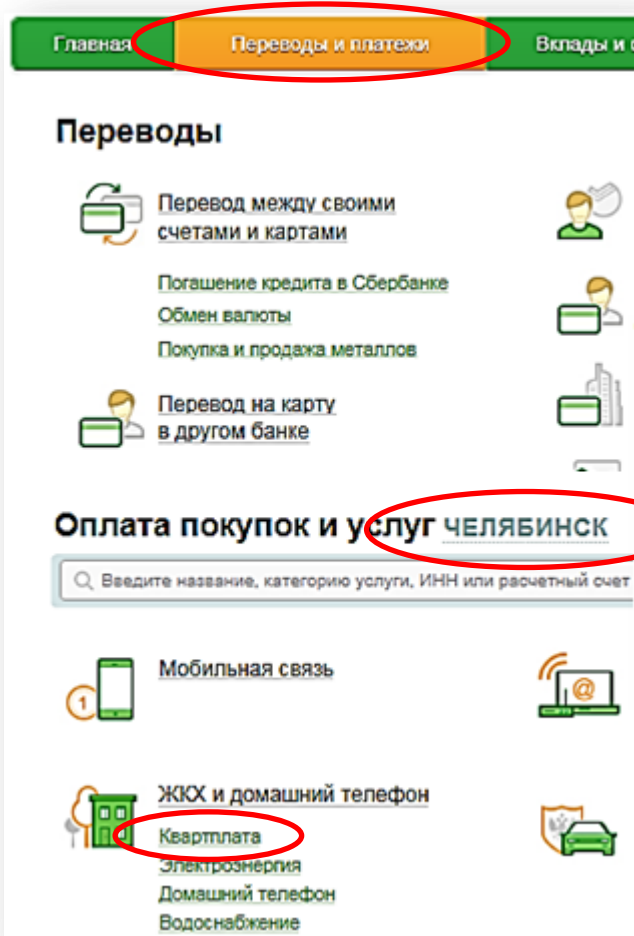 Главная
Переводы и платежи
Вклады и
Переводы
Перевод между своими
счетами и картами
Погашение кредита в Сбербанке
Обмен валюты
Покупка и продажа металлов
Перевод на карту
в другом банке
Оплата покупок и услуг ЧЕЛЯБИНСК
Введите название, категорию услуги, ИНН или расчетный счет
1
Мобильная связь
@
ЖКХ и домашний телефон
Квартплата
Электроэнергия
Домашний телефон
Водоснабжение